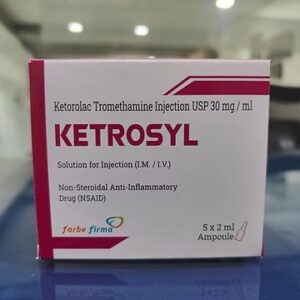 Ketorolac Tromethamine Injection USP 30 mg / ml
KETROSYL
Solution for Injection (I.M. / I.V.)
Non-Steroidal Anti-Inflammatory
Drug (NSAID)
farbe firma
5 x 2 ml
Ampoule